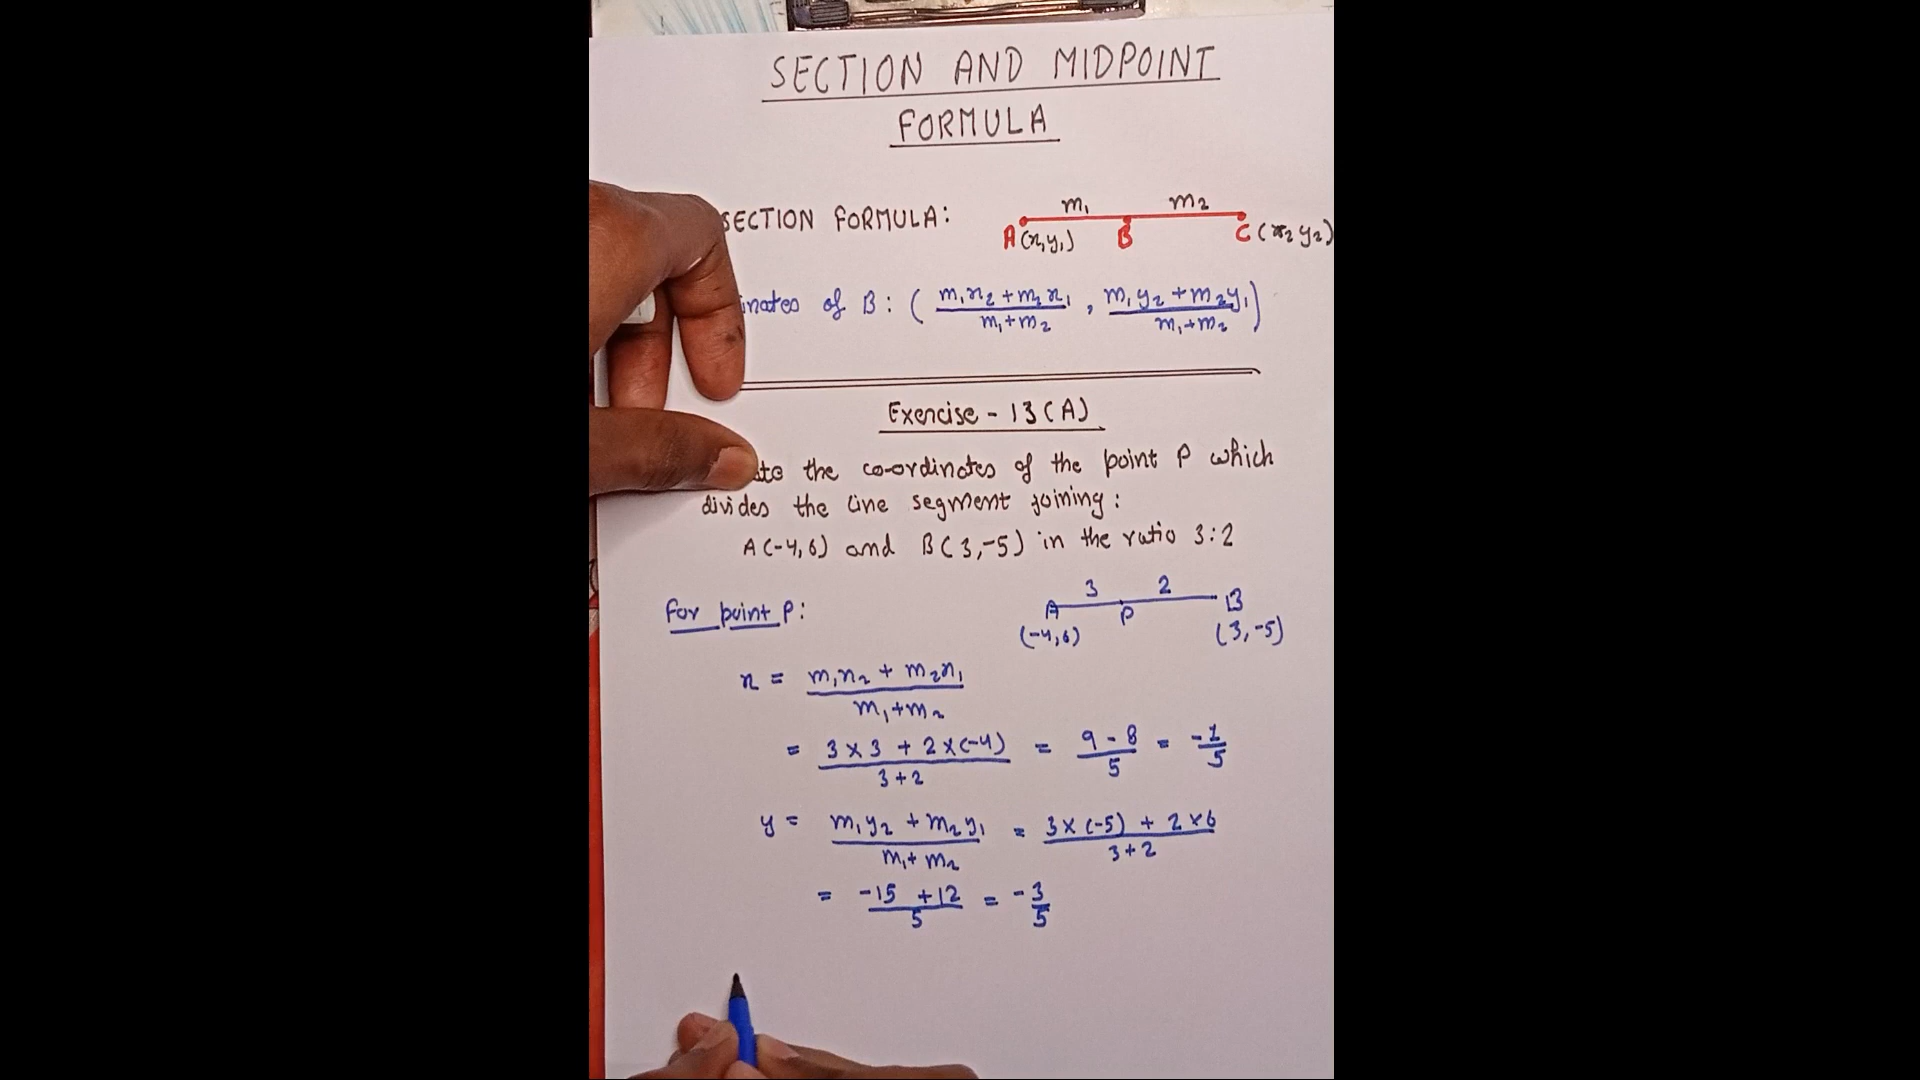 SECTION AND MIDPOINT
FORMULA
SECTION FORMULA:
m₁ m₂
A(x₁y₁) B C(x₂y₂)
of B: ( m₁x₂+m₂x₁ / m₁+m₂ , m₁y₂+m₂y₁ / m₁+m₂ )
Exercise - 13(A)
the co-ordinates of the point P which
divides the line segment joining:
A(-4,6) and B(3,-5) in the ratio 3:2
3 2
A P B
(-4,6) (3,-5)
For point P:
x = m₁x₂ + m₂x₁ / m₁+m₂
= 3×3 + 2×(-4) / 3+2 = 9-8 / 5 = -1/5
y = m₁y₂ + m₂y₁ / m₁+m₂ = 3×(-5) + 2×6 / 3+2
= -15 +12 / 5 = -3/5